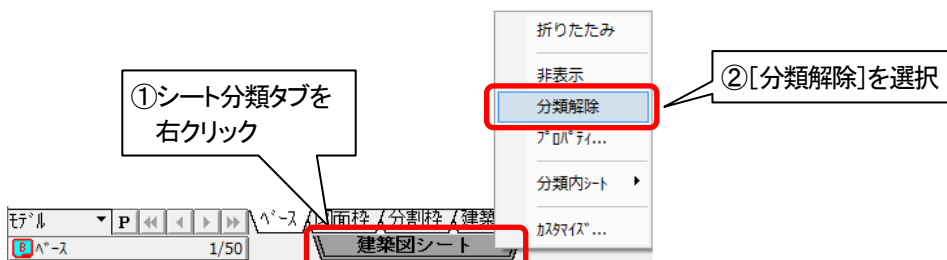 折りたたみ
非表示
分類解除
ﾌﾟﾛﾊﾟﾃｨ...
分類内ｼｰﾄ
ｶｽﾀﾏｲｽﾞ...
①シート分類タブを
右クリック
②[分類解除]を選択
ﾓﾃﾞﾙ P ﾍﾞｰｽ 図面枠 分割枠 建築
B ﾍﾞｰｽ 1/50 建築図シート